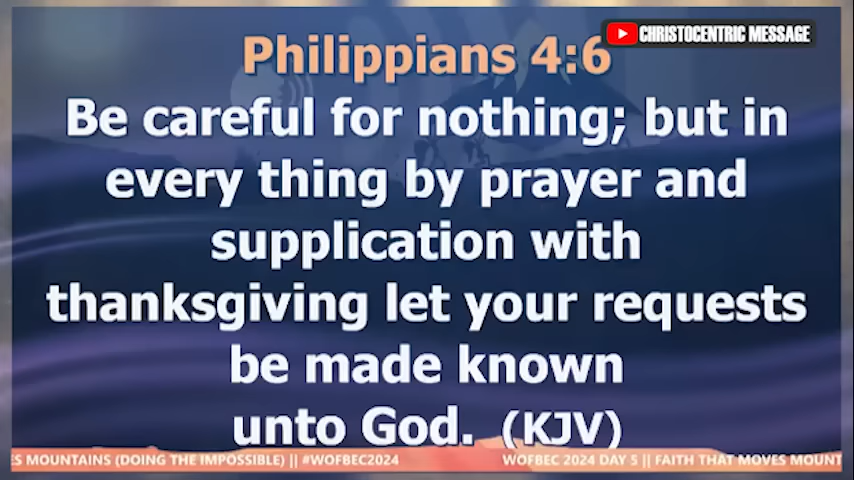 CHRISTOCENTRIC MESSAGE
Philippians 4:6
Be careful for nothing; but in
every thing by prayer and
supplication with
thanksgiving let your requests
be made known
unto God. (KJV)
ES MOUNTAINS (DOING THE IMPOSSIBLE) || #WOFBEC2024 WOFBEC 2024 DAY 5 || FAITH THAT MOVES MOUNT